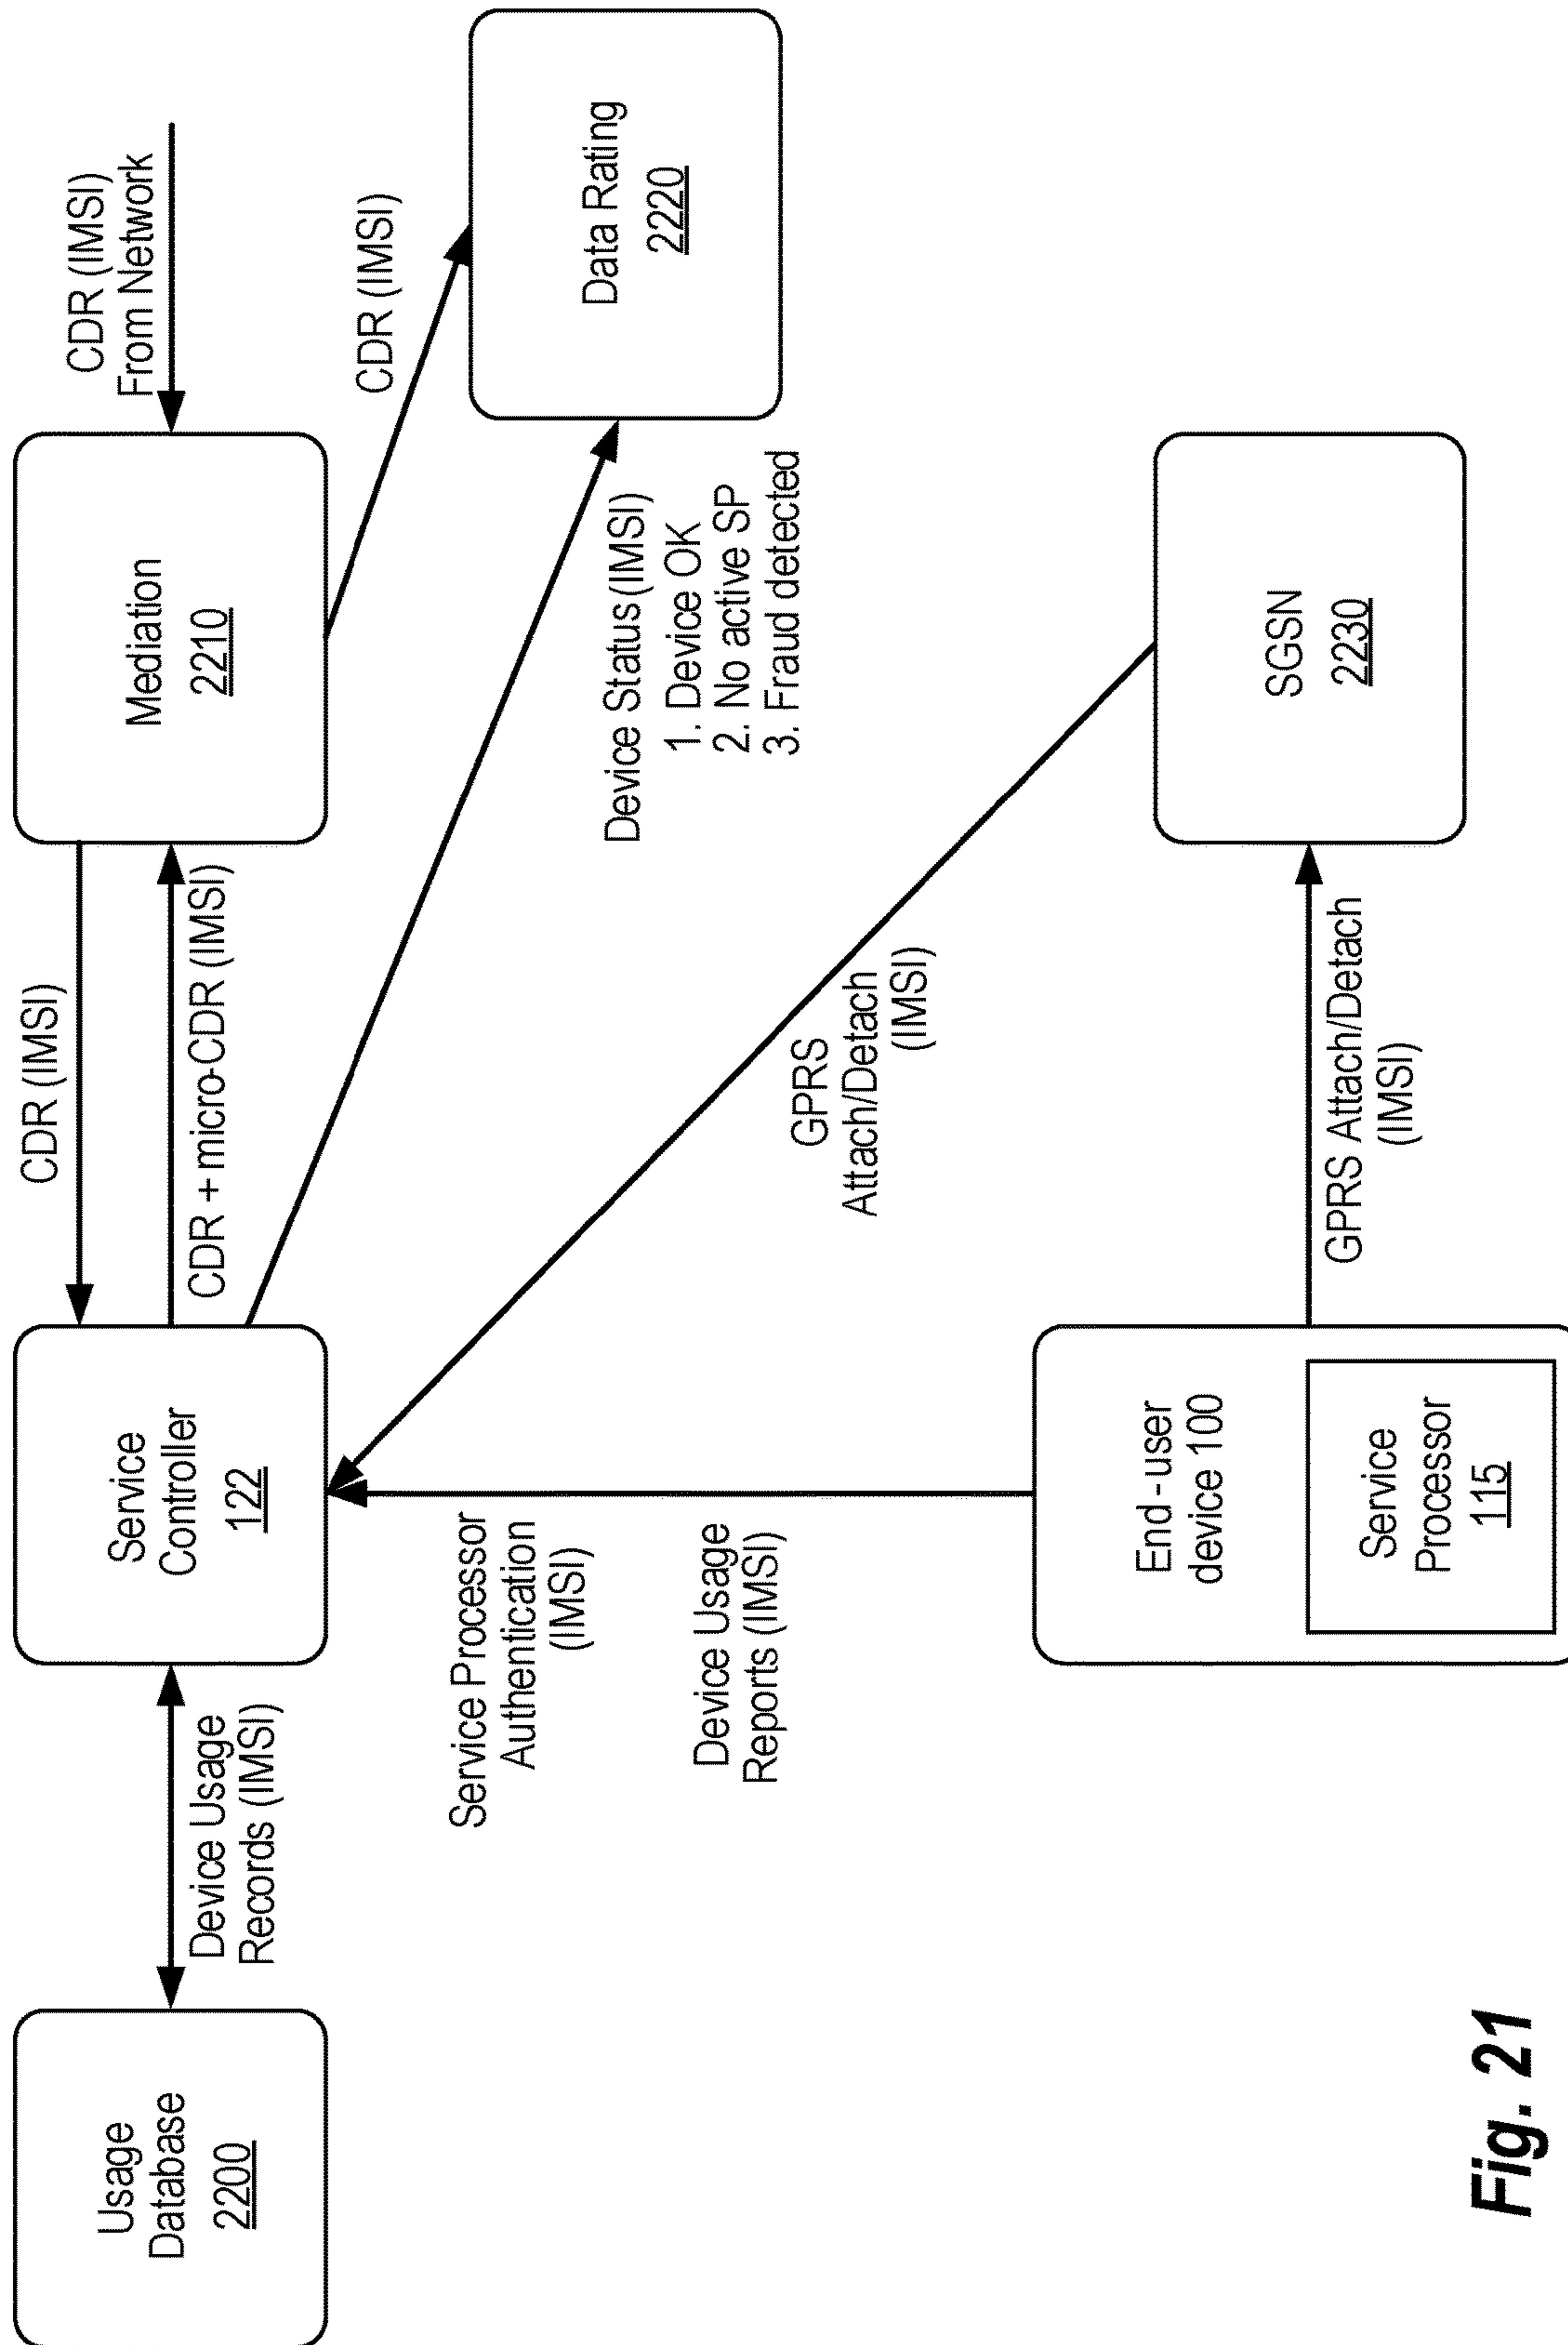 Usage
Database
2200
Device Usage
Records (IMSI)
Service
Controller
122
CDR (IMSI)
CDR + micro-CDR (IMSI)
Mediation
2210
CDR (IMSI)
From Network
CDR (IMSI)
Data Rating
2220
Device Status (IMSI)
1. Device OK
2. No active SP
3. Fraud detected
Service Processor
Authentication
(IMSI)
Device Usage
Reports (IMSI)
GPRS
Attach/Detach
(IMSI)
End-user
device 100
Service
Processor
115
GPRS Attach/Detach
(IMSI)
SGSN
2230
Fig. 21